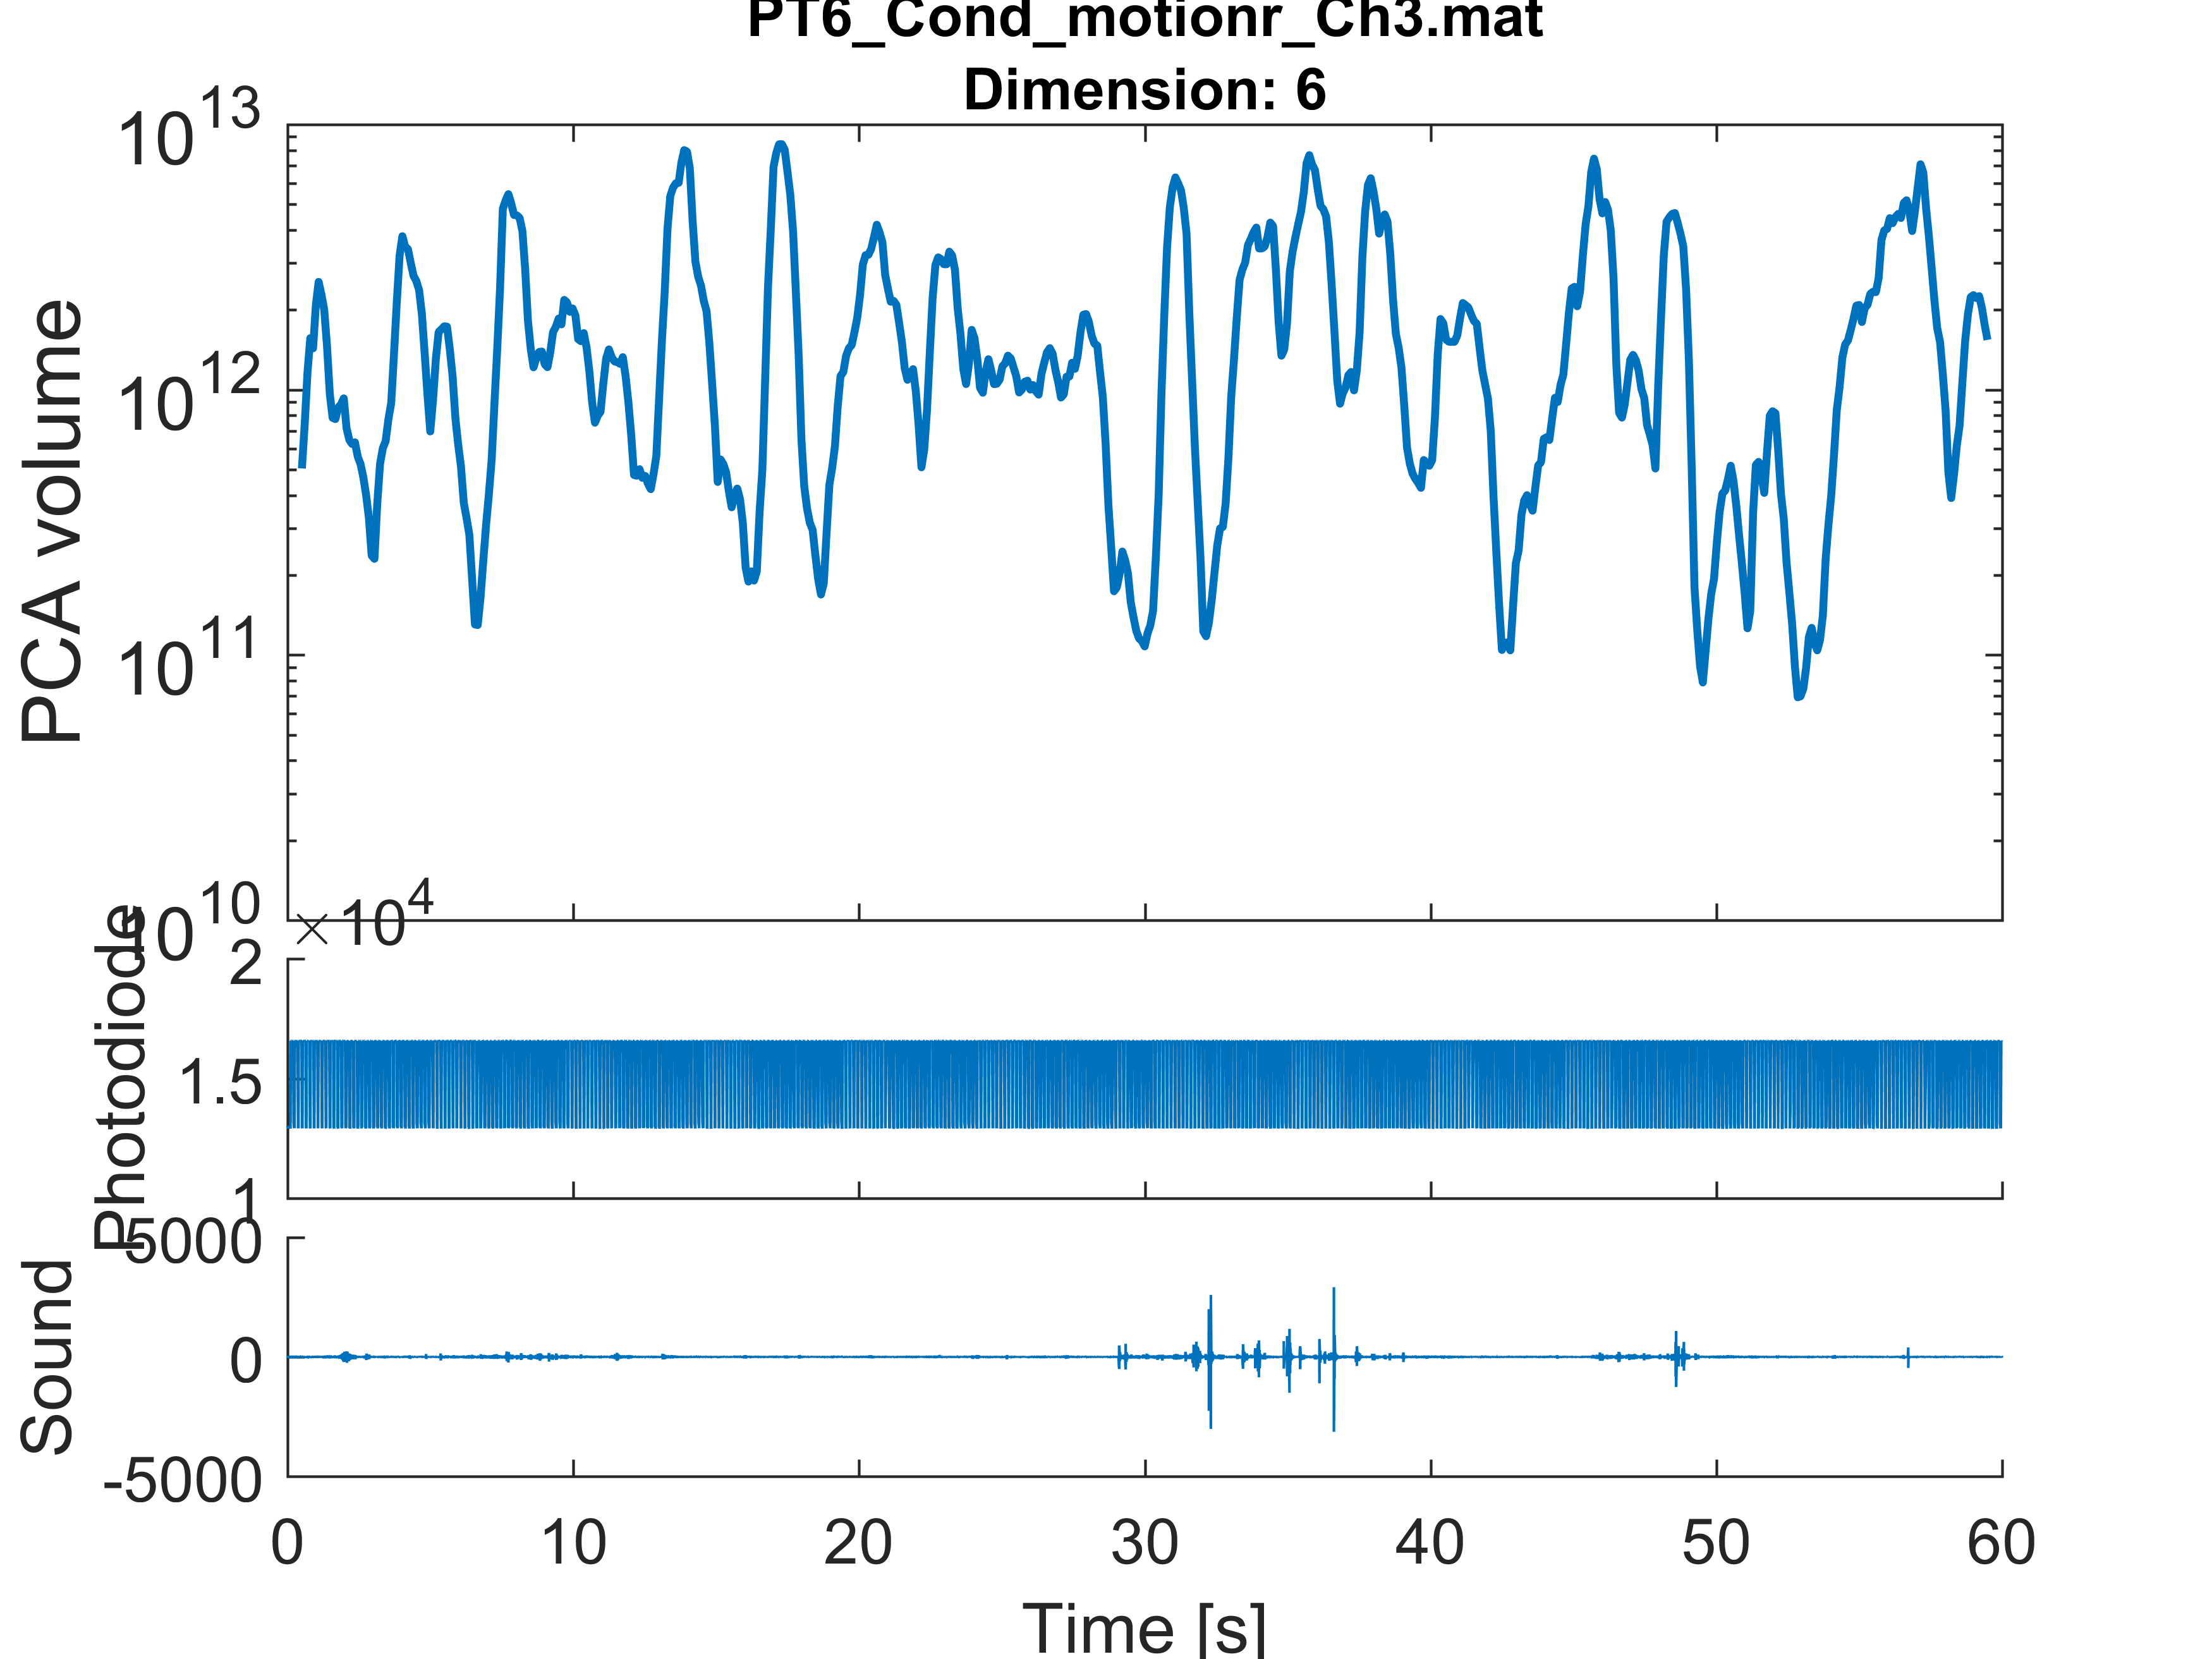 PT6_Cond_motionr_Ch3.mat
Dimension: 6
PCA volume
10^13
10^12
10^11
10^10
×10^4
Photodiode
2
1.5
1
Sound
5000
0
-5000
0 10 20 30 40 50 60
Time [s]